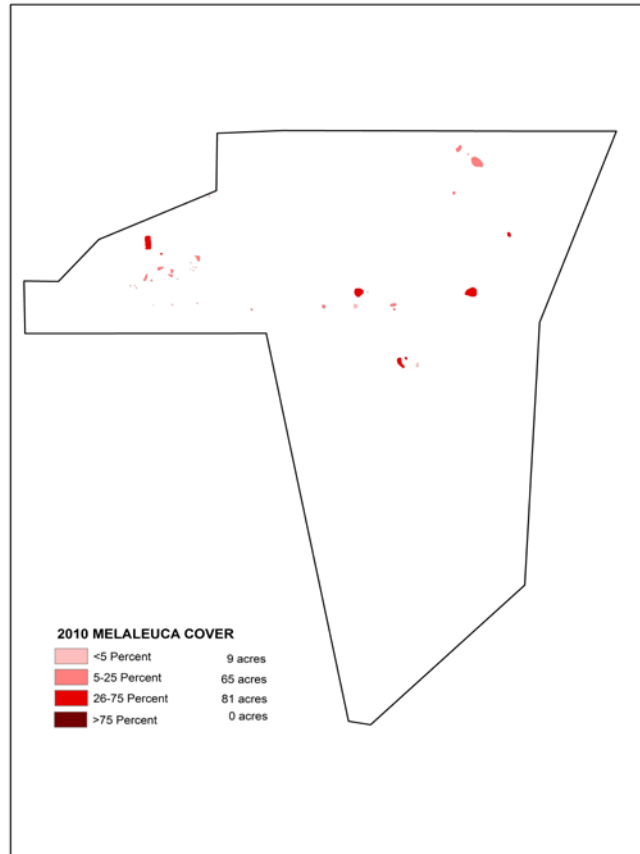 2010 MELALEUCA COVER
<5 Percent 9 acres
5-25 Percent 65 acres
26-75 Percent 81 acres
>75 Percent 0 acres